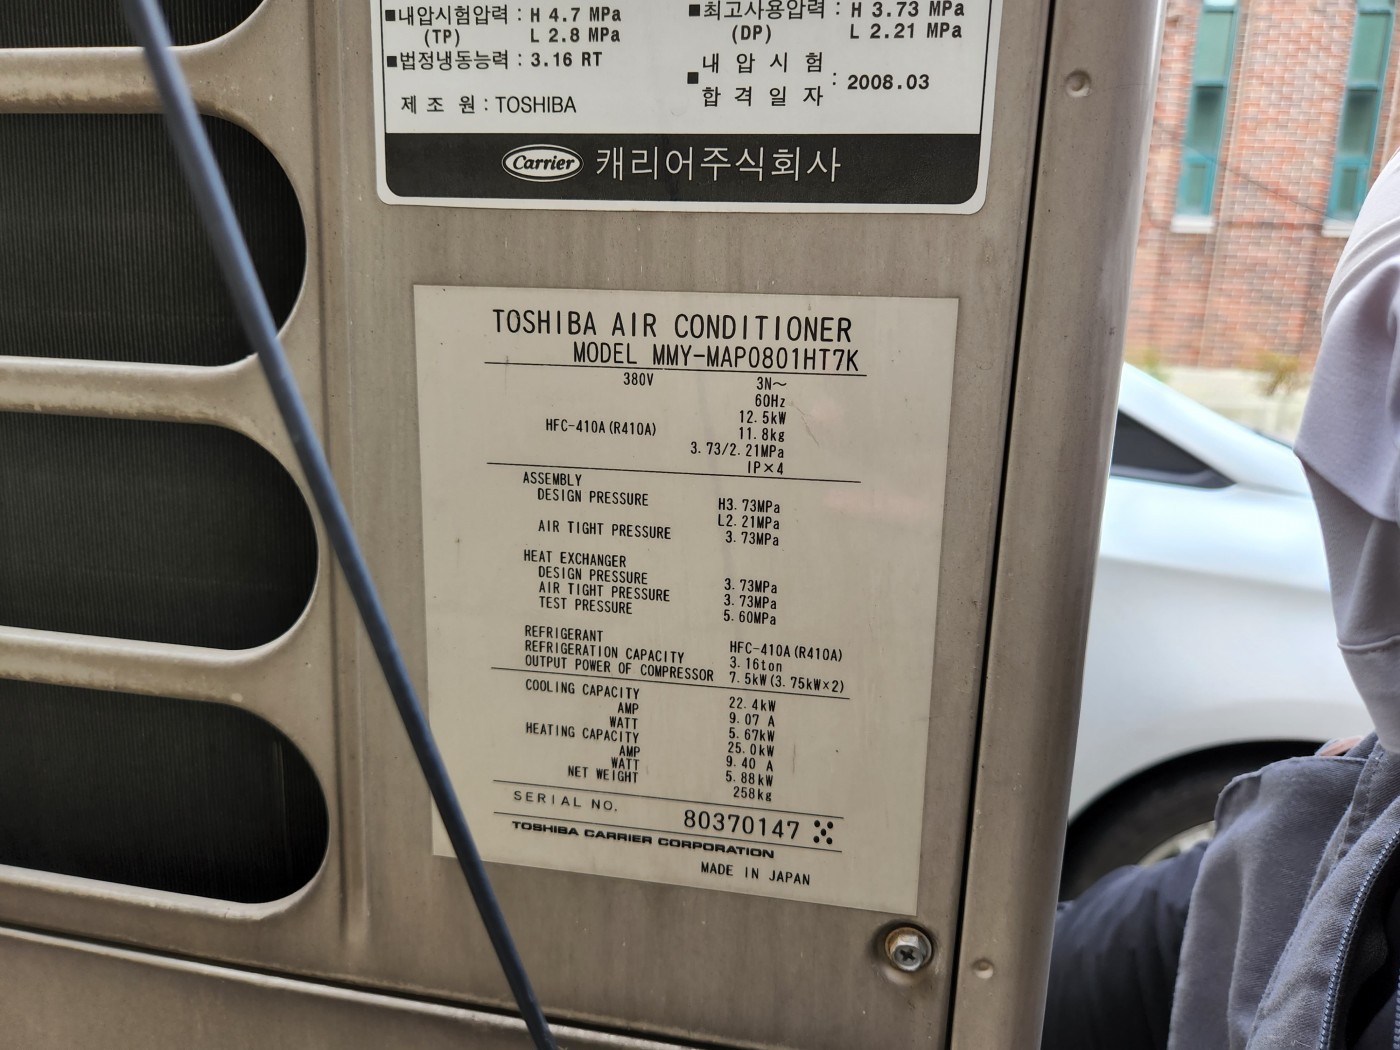 ■내압시험압력 : H 4.7 MPa
(TP) L 2.8 MPa
■법정냉동능력 : 3.16 RT
제 조 원 : TOSHIBA
■최고사용압력 : H 3.73 MPa
(DP) L 2.21 MPa
■ 내 압 시 험
합 격 일 자 : 2008.03
Carrier 캐리어주식회사
TOSHIBA AIR CONDITIONER
MODEL MMY-MAP0801HT7K
380V 3N~
60Hz
12.5kW
HFC-410A(R410A) 11.8kg
3.73/2.21MPa
IP×4
ASSEMBLY
DESIGN PRESSURE H3.73MPa
L2.21MPa
AIR TIGHT PRESSURE 3.73MPa
HEAT EXCHANGER
DESIGN PRESSURE 3.73MPa
AIR TIGHT PRESSURE 3.73MPa
TEST PRESSURE 5.60MPa
REFRIGERANT HFC-410A(R410A)
REFRIGERATION CAPACITY 3.16ton
OUTPUT POWER OF COMPRESSOR 7.5kW(3.75kW×2)
COOLING CAPACITY 22.4kW
AMP 9.07 A
WATT 5.67kW
HEATING CAPACITY 25.0kW
AMP 9.40 A
WATT 5.88kW
NET WEIGHT 258kg
SERIAL NO. 80370147
TOSHIBA CARRIER CORPORATION
MADE IN JAPAN